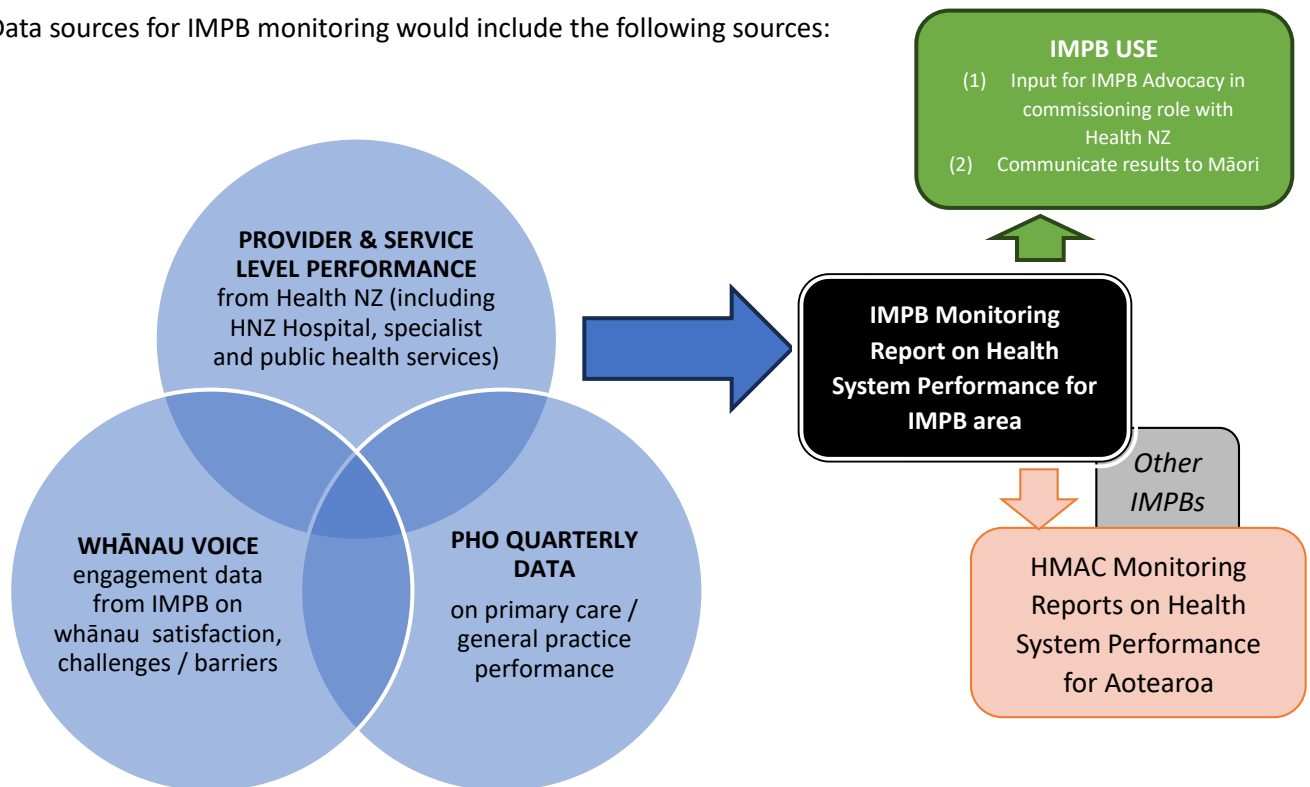 Data sources for IMPB monitoring would include the following sources:
IMPB USE
(1) Input for IMPB Advocacy in
commissioning role with
Health NZ
(2) Communicate results to Māori
PROVIDER & SERVICE
LEVEL PERFORMANCE
from Health NZ (including
HNZ Hospital, specialist
and public health services)
IMPB Monitoring
Report on Health
System Performance for
IMPB area
WHĀNAU VOICE
engagement data
from IMPB on
whānau satisfaction,
challenges / barriers
PHO QUARTERLY
DATA
on primary care /
general practice
performance
Other
IMPBs
HMAC Monitoring
Reports on Health
System Performance
for Aotearoa